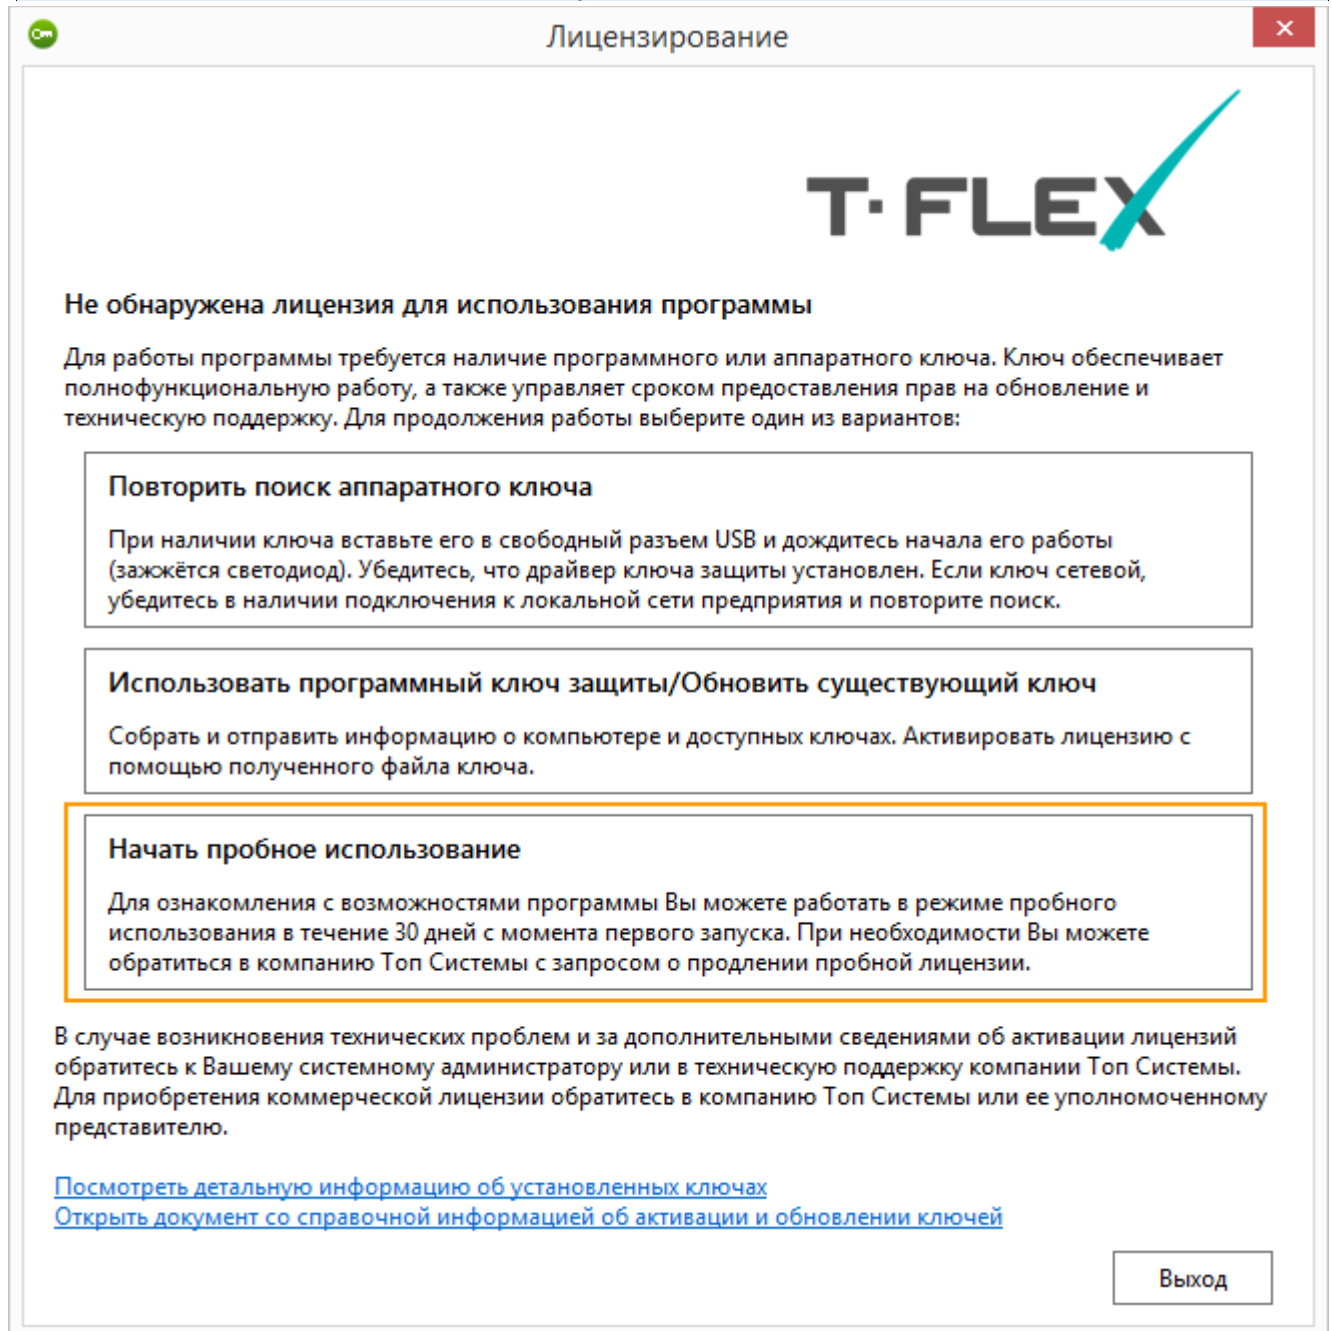 Лицензирование
T·FLEX
Не обнаружена лицензия для использования программы
Для работы программы требуется наличие программного или аппаратного ключа. Ключ обеспечивает
полнофункциональную работу, а также управляет сроком предоставления прав на обновление и
техническую поддержку. Для продолжения работы выберите один из вариантов:
Повторить поиск аппаратного ключа
При наличии ключа вставьте его в свободный разъем USB и дождитесь начала его работы
(зажжётся светодиод). Убедитесь, что драйвер ключа защиты установлен. Если ключ сетевой,
убедитесь в наличии подключения к локальной сети предприятия и повторите поиск.
Использовать программный ключ защиты/Обновить существующий ключ
Собрать и отправить информацию о компьютере и доступных ключах. Активировать лицензию с
помощью полученного файла ключа.
Начать пробное использование
Для ознакомления с возможностями программы Вы можете работать в режиме пробного
использования в течение 30 дней с момента первого запуска. При необходимости Вы можете
обратиться в компанию Топ Системы с запросом о продлении пробной лицензии.
В случае возникновения технических проблем и за дополнительными сведениями об активации лицензий
обратитесь к Вашему системному администратору или в техническую поддержку компании Топ Системы.
Для приобретения коммерческой лицензии обратитесь в компанию Топ Системы или ее уполномоченному
представителю.
Посмотреть детальную информацию об установленных ключах
Открыть документ со справочной информацией об активации и обновлении ключей
Выход